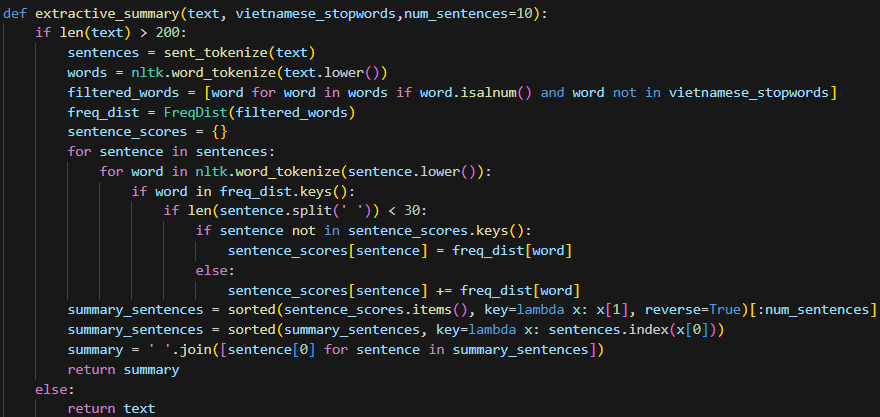 def extractive_summary(text, vietnamese_stopwords,num_sentences=10):
    if len(text) > 200:
        sentences = sent_tokenize(text)
        words = nltk.word_tokenize(text.lower())
        filtered_words = [word for word in words if word.isalnum() and word not in vietnamese_stopwords]
        freq_dist = FreqDist(filtered_words)
        sentence_scores = {}
        for sentence in sentences:
            for word in nltk.word_tokenize(sentence.lower()):
                if word in freq_dist.keys():
                    if len(sentence.split(' ')) < 30:
                        if sentence not in sentence_scores.keys():
                            sentence_scores[sentence] = freq_dist[word]
                        else:
                            sentence_scores[sentence] += freq_dist[word]
        summary_sentences = sorted(sentence_scores.items(), key=lambda x: x[1], reverse=True)[:num_sentences]
        summary_sentences = sorted(summary_sentences, key=lambda x: sentences.index(x[0]))
        summary = ' '.join([sentence[0] for sentence in summary_sentences])
        return summary
    else:
        return text